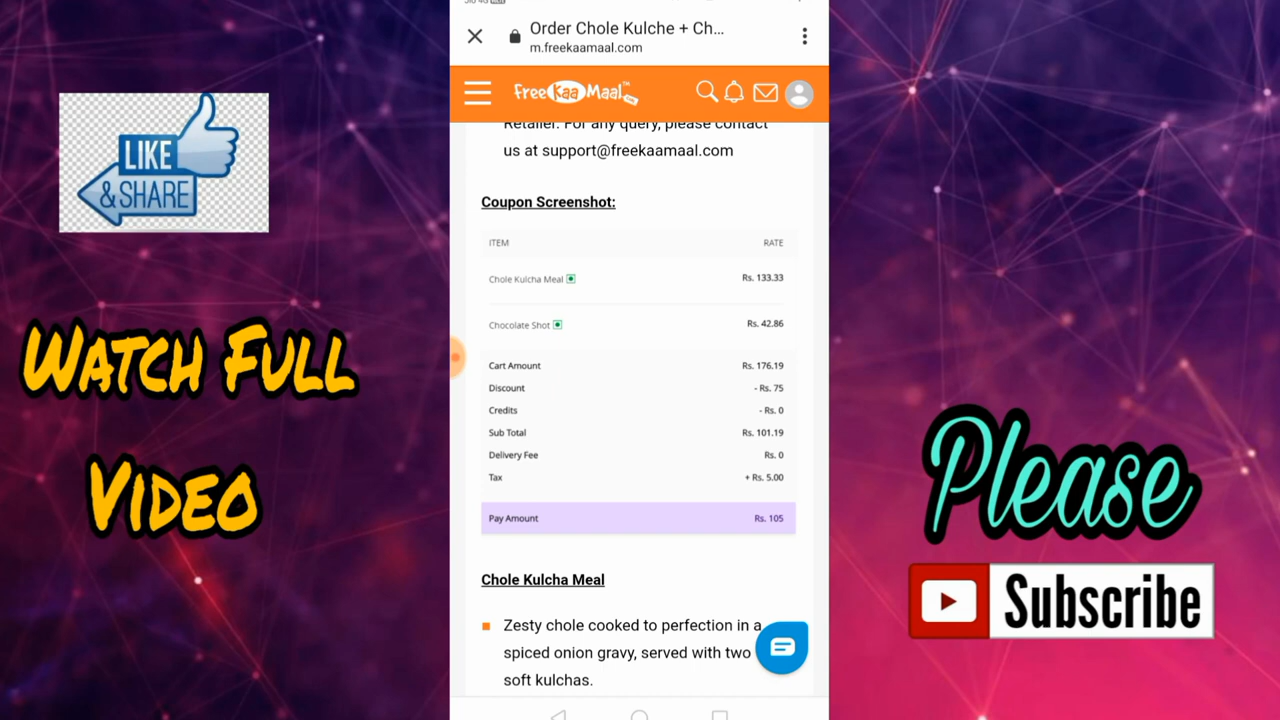 Order Chole Kulche + Ch...
m.freekaamaal.com
Free Kaa Maal
Retailer. For any query, please contact
us at support@freekaamaal.com
Coupon Screenshot:
ITEM RATE
Chole Kulcha Meal Rs. 133.33
Chocolate Shot Rs. 42.86
Cart Amount Rs. 176.19
Discount - Rs. 75
Credits - Rs. 0
Sub Total Rs. 101.19
Delivery Fee Rs. 0
Tax + Rs. 5.00
Pay Amount Rs. 105
Chole Kulcha Meal
Zesty chole cooked to perfection in a
spiced onion gravy, served with two
soft kulchas.
LIKE
& SHARE
Watch Full
Video
Please
Subscribe